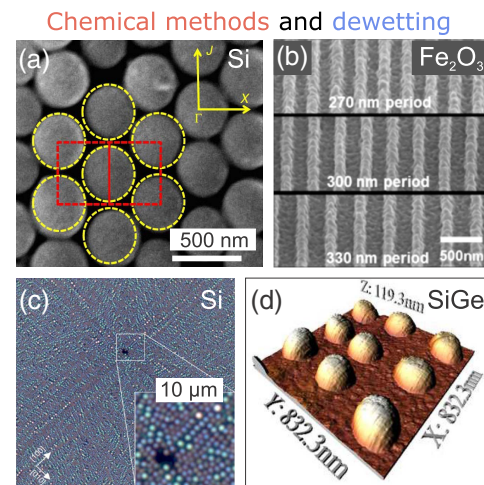 Chemical methods and dewetting
(a)
Si
J
Γ
X
500 nm
(b)
Fe₂O₃
270 nm period
300 nm period
330 nm period
500nm
(c)
Si
10 µm
(100)
(d)
SiGe
Z: 119.3nm
Y: 832.3nm
X: 832.3nm